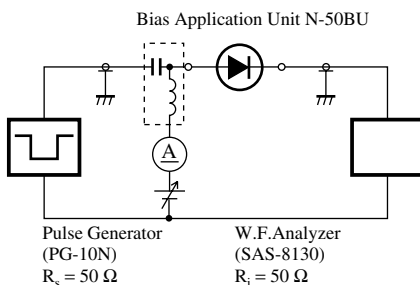 Bias Application Unit N-50BU
A
Pulse Generator
(PG-10N)
Rs = 50 Ω
W.F.Analyzer
(SAS-8130)
Ri = 50 Ω